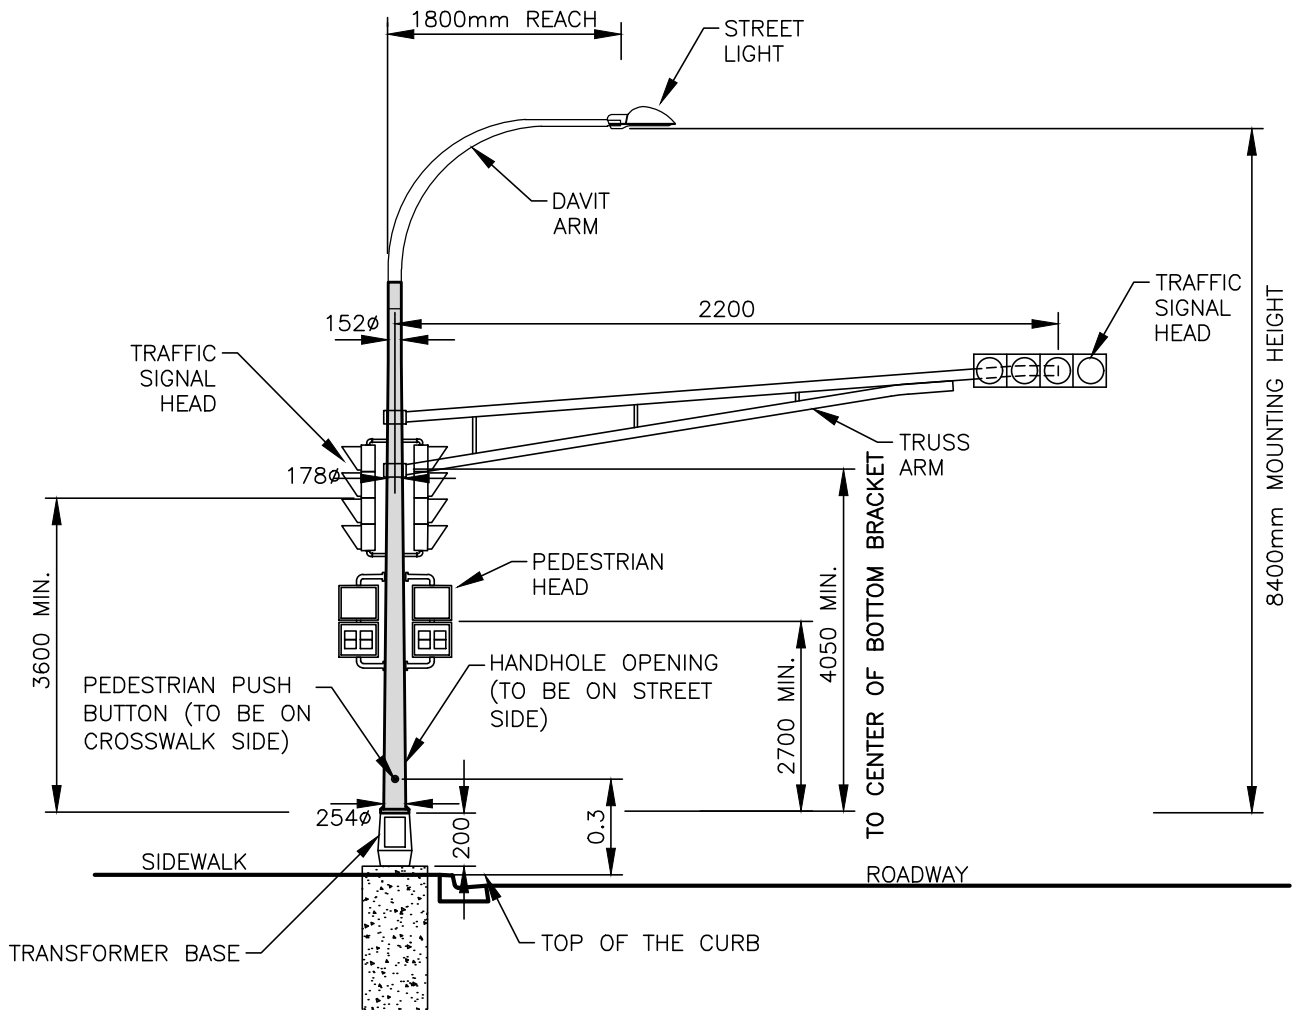 1800mm REACH
STREET
LIGHT
DAVIT
ARM
TRAFFIC
SIGNAL
HEAD
2200
152ø
TRAFFIC
SIGNAL
HEAD
8400mm MOUNTING HEIGHT
TRUSS
ARM
178ø
3600 MIN.
PEDESTRIAN
HEAD
4050 MIN.
TO CENTER OF BOTTOM BRACKET
2700 MIN.
HANDHOLE OPENING
(TO BE ON STREET
SIDE)
PEDESTRIAN PUSH
BUTTON (TO BE ON
CROSSWALK SIDE)
254ø
200
0.3
SIDEWALK
ROADWAY
TRANSFORMER BASE
TOP OF THE CURB